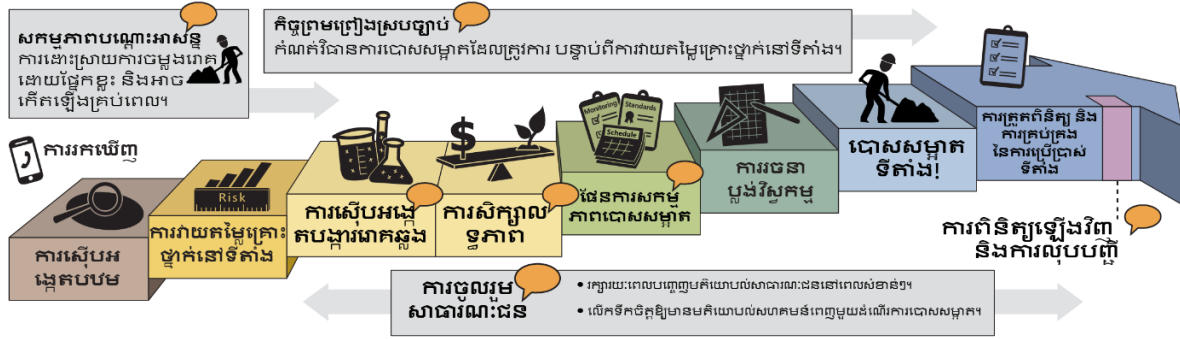 សកម្មភាពបណ្តោះអាសន្ន
ការដោះស្រាយការចម្លងរោគ
ដោយផ្នែកខ្លះ និងអាច
កើតឡើងគ្រប់ពេល។
កិច្ចព្រមព្រៀងស្របច្បាប់
កំណត់វិធានការបោសសម្អាតដែលត្រូវការ បន្ទាប់ពីការវាយតម្លៃគ្រោះថ្នាក់នៅទីតាំង។
ការរកឃើញ
ការស៊ើបអ
ង្កេតបឋម
Risk
ការវាយតម្លៃគ្រោះ
ថ្នាក់នៅទីតាំង
ការស៊ើបអង្កេ
តបង្ការរោគឆ្លង
$
ការសិក្សាល
ទ្ធភាព
Monitoring
Standards
Schedule
ផែនការសកម្ម
ភាពបោសសម្អាត
ការរចនា
ប្លង់វិស្វកម្ម
បោសសម្អាត
ទីតាំង!
ការត្រួតពិនិត្យ និង
ការគ្រប់គ្រង
នៃការប្រើប្រាស់
ទីតាំង
ការពិនិត្យឡើងវិញ
និងការលុបបញ្ជី
ការចូលរួម
សាធារណៈជន
• រក្សារយៈពេលបញ្ចេញមតិយោបល់សាធារណៈជននៅពេលសំខាន់ៗ។
• លើកទឹកចិត្តឱ្យមានមតិយោបល់សហគមន៍ពេញមួយដំណើរការបោសសម្អាត។